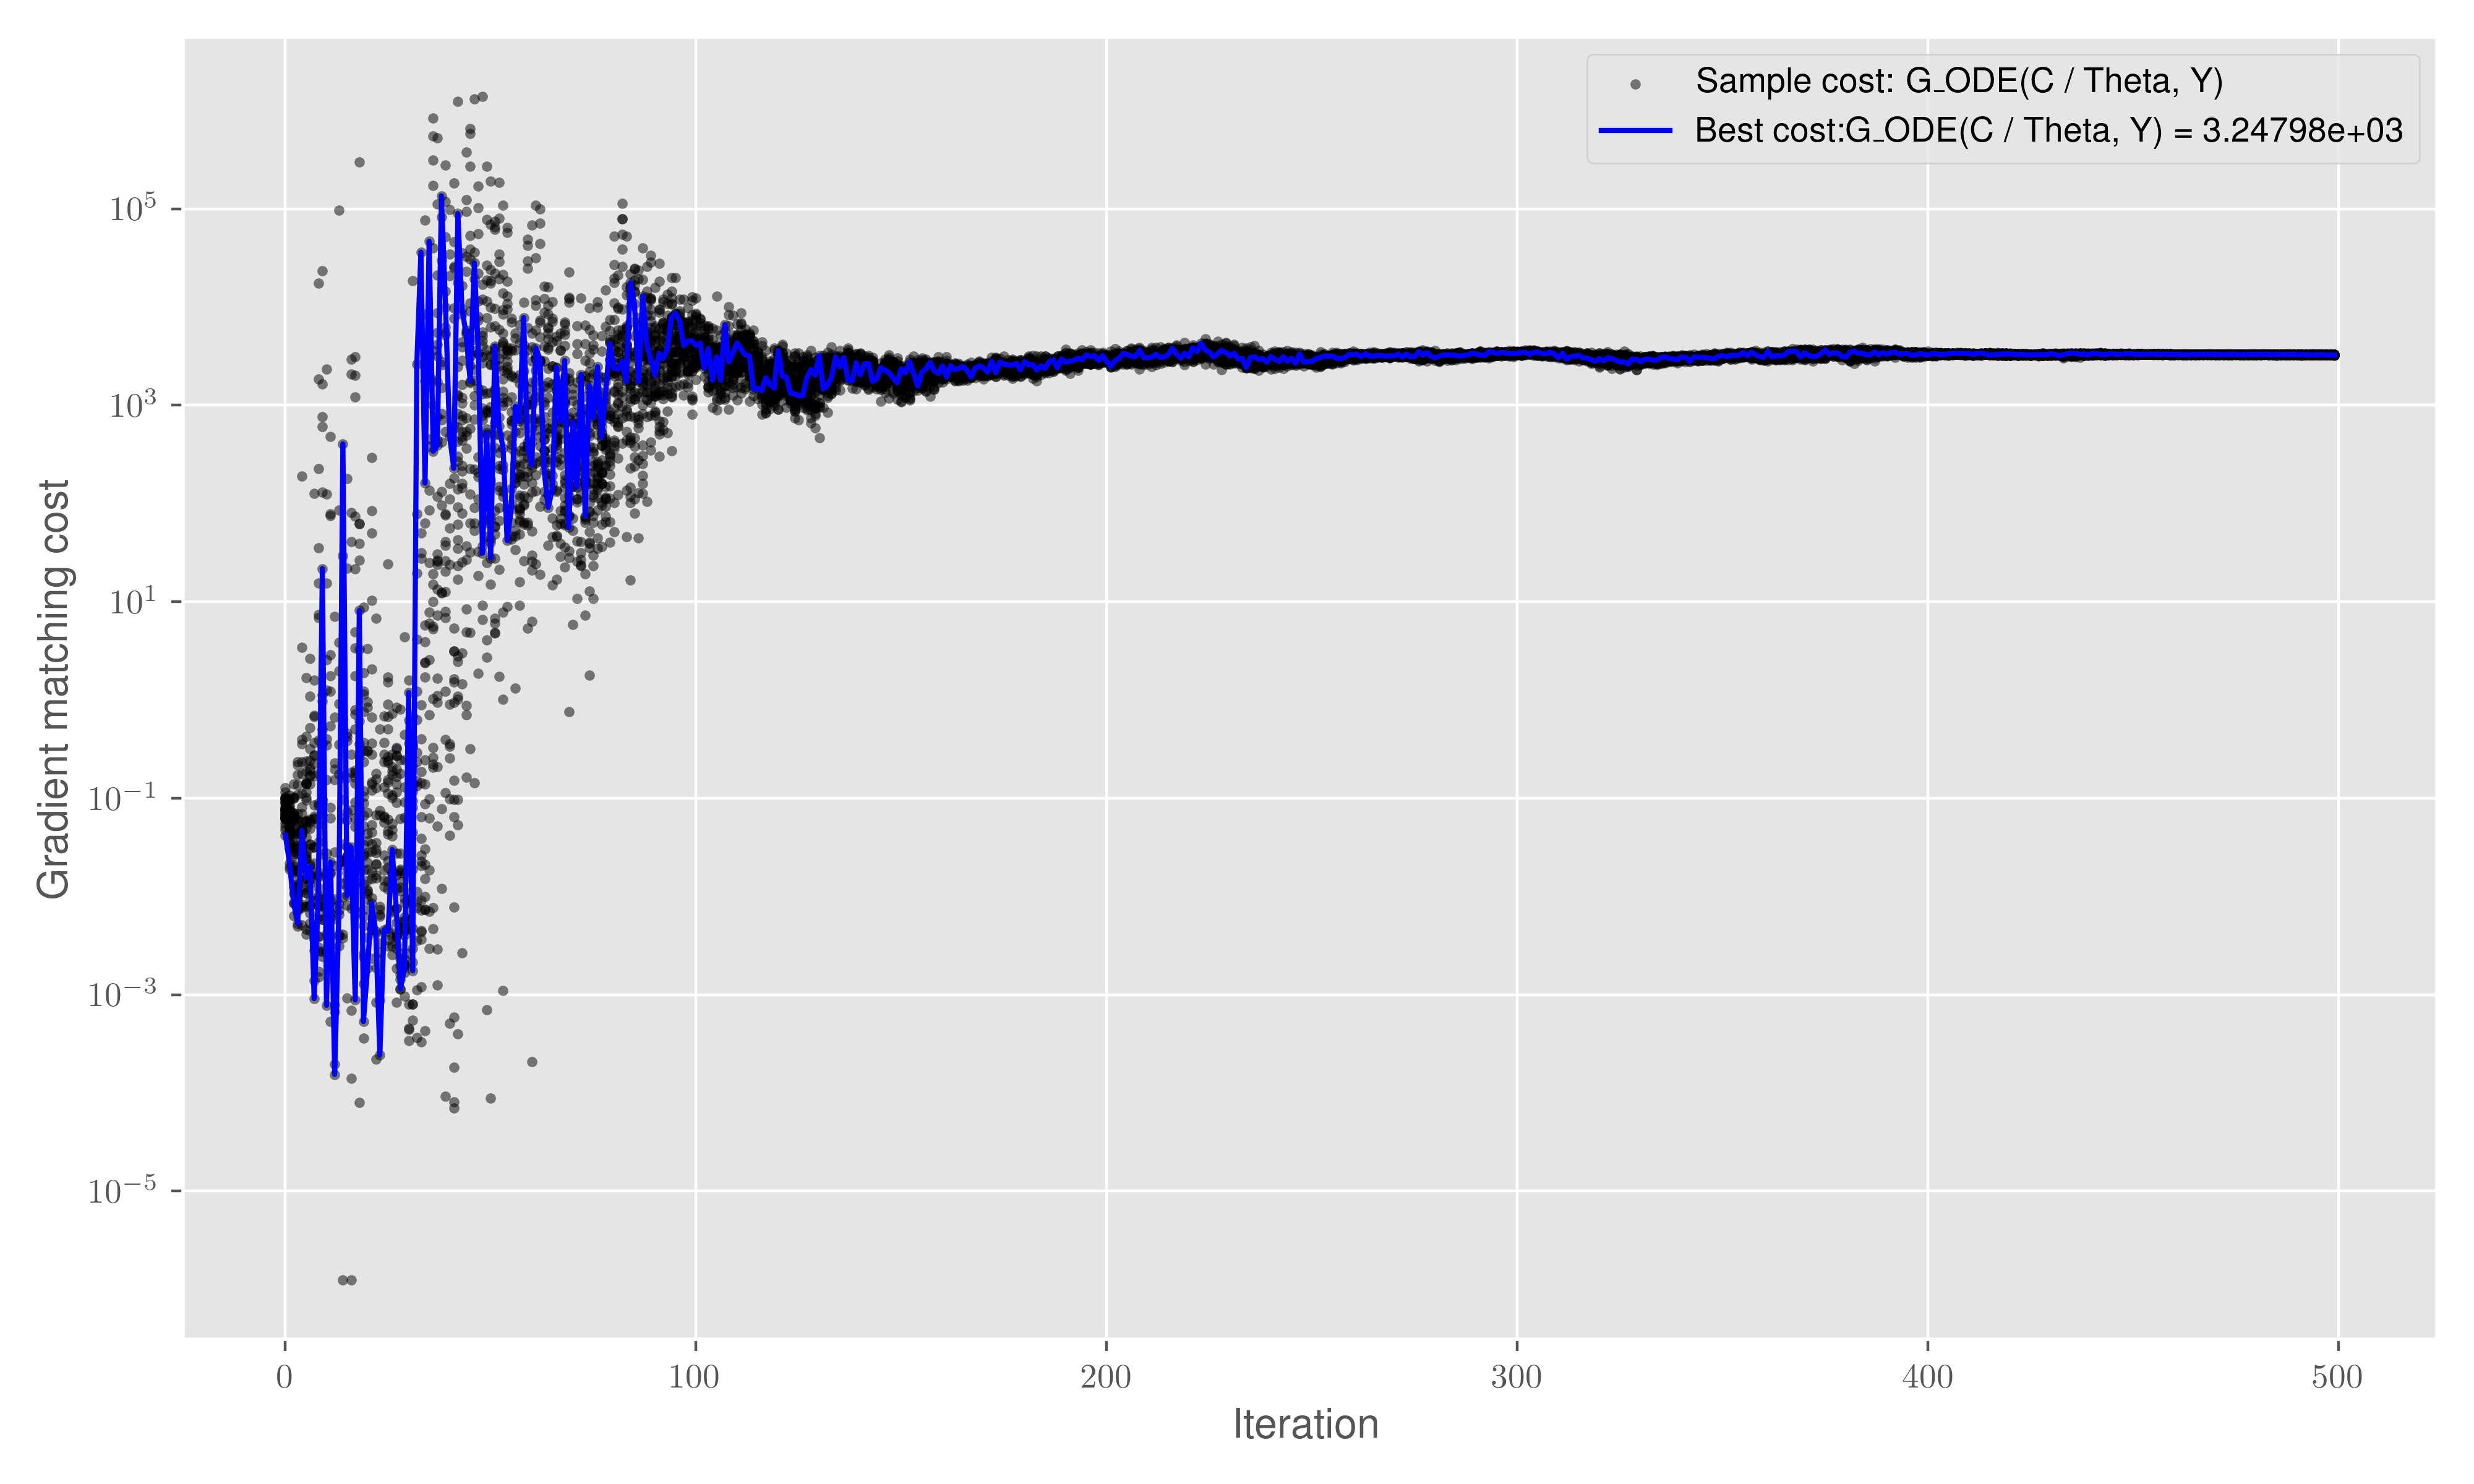 Sample cost: G_ODE(C / Theta, Y)
Best cost:G_ODE(C / Theta, Y) = 3.24798e+03
Gradient matching cost
10^5
10^3
10^1
10^−1
10^−3
10^−5
0 100 200 300 400 500
Iteration